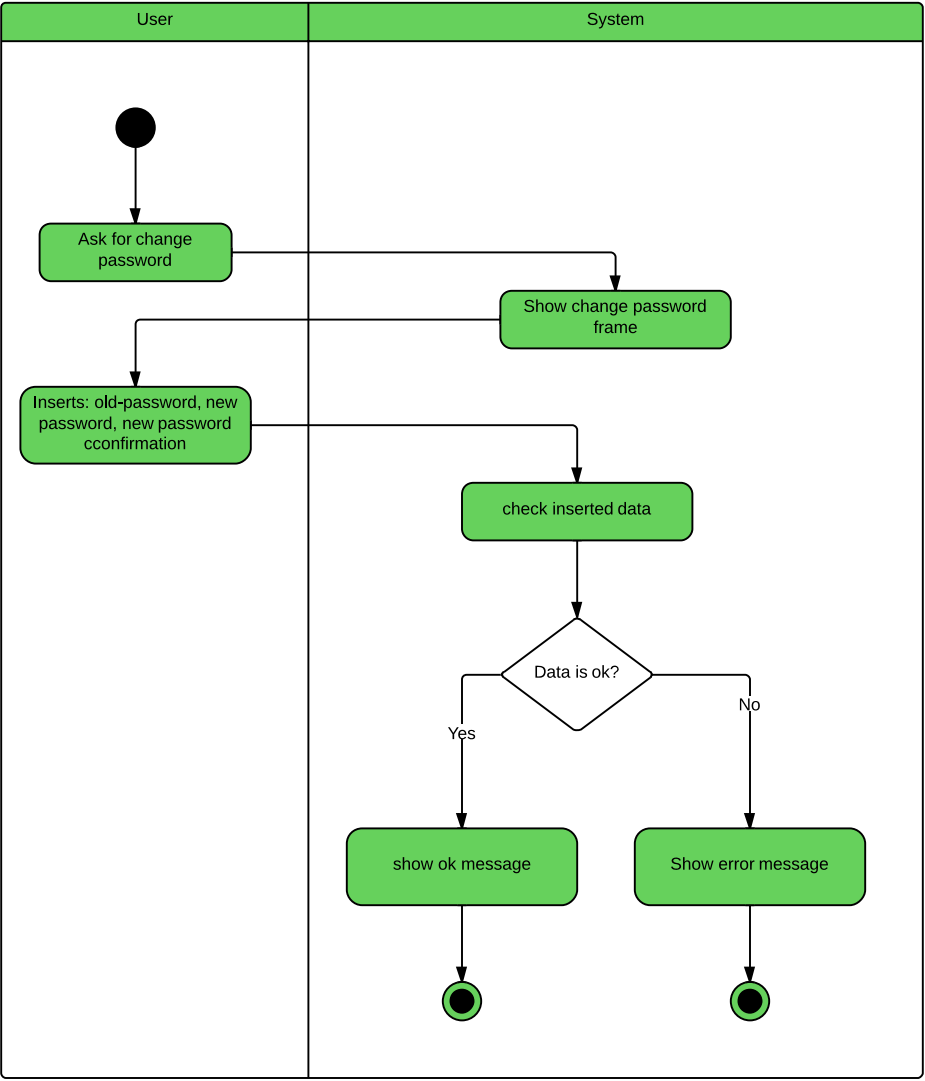 User
System
Ask for change
password
Show change password
frame
Inserts: old-password, new
password, new password
cconfirmation
check inserted data
Data is ok?
No
Yes
show ok message
Show error message